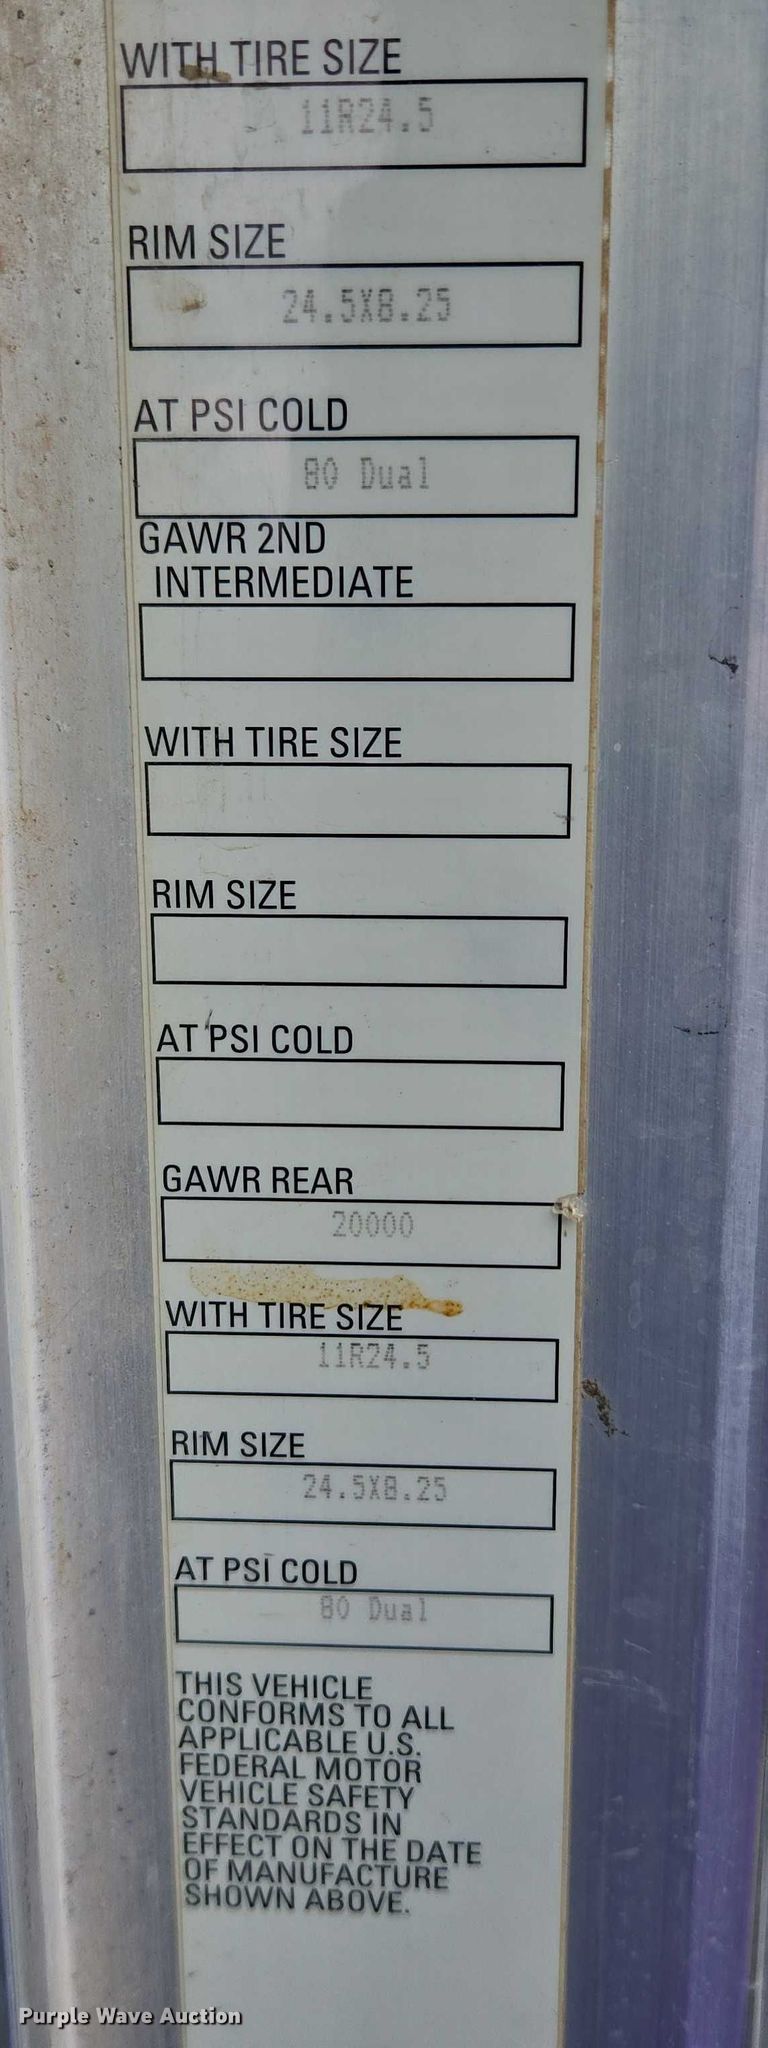 WITH TIRE SIZE
11R24.5
RIM SIZE
24.5X8.25
AT PSI COLD
80 Dual
GAWR 2ND
INTERMEDIATE
WITH TIRE SIZE
RIM SIZE
AT PSI COLD
GAWR REAR
20000
WITH TIRE SIZE
11R24.5
RIM SIZE
24.5X8.25
AT PSI COLD
80 Dual
THIS VEHICLE
CONFORMS TO ALL
APPLICABLE U.S.
FEDERAL MOTOR
VEHICLE SAFETY
STANDARDS IN
EFFECT ON THE DATE
OF MANUFACTURE
SHOWN ABOVE.
Purple Wave Auction